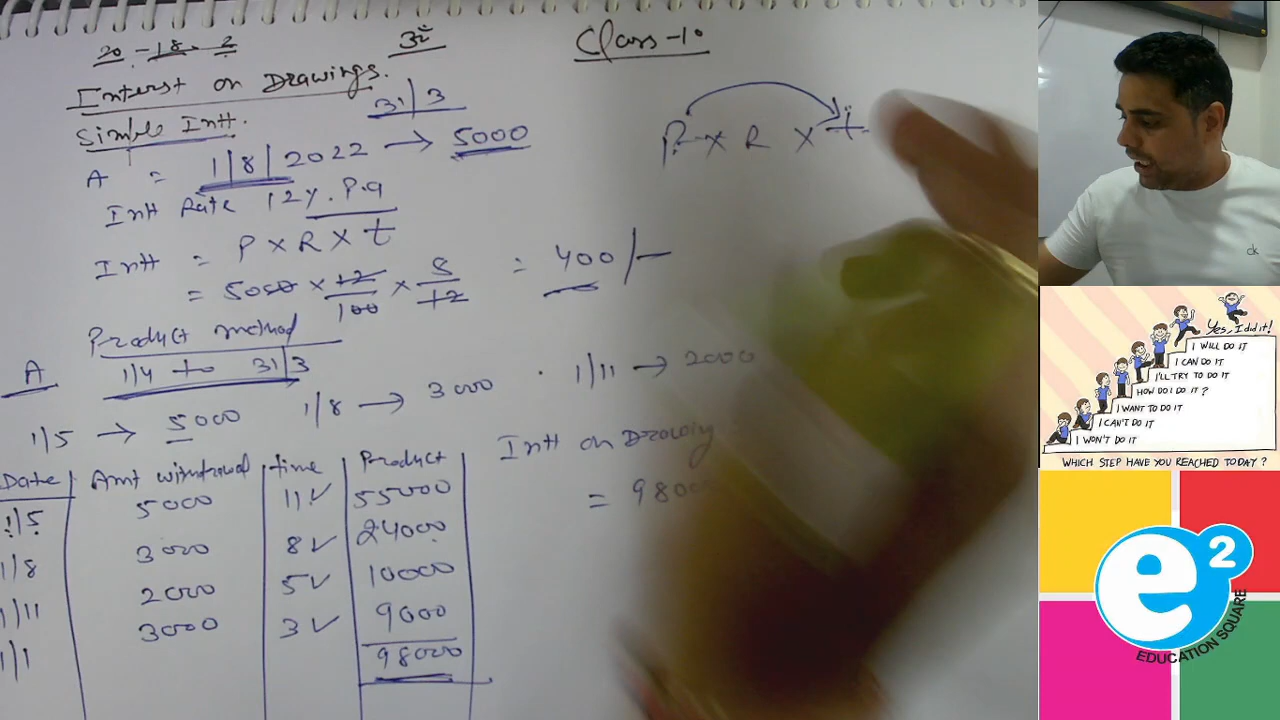 20 - 18 - 2
32
Class-10
Interst on Drawings.
31/3
Simple Intt.
P x R x t
A = 1/8/2022 → 5000
Intt Rate 12%. P.a
Intt = P x R x t
= 5000 x 12/100 x 8/12 = 400/-
Product method
A 1/4 to 31/3
1/5 → 5000 1/8 → 3000 . 1/11 → 2000
Intt on Drawing
= 9800
Date Amt withdrawal time Product
1/5 5000 11✓ 55000
1/8 3000 8✓ 24000
1/11 2000 5✓ 10000
1/1 3000 3✓ 9000
98000
ck
Yes, I did it!
I WILL DO IT
I CAN DO IT
I'LL TRY TO DO IT
HOW DO I DO IT?
I WANT TO DO IT
I CAN'T DO IT
I WON'T DO IT
WHICH STEP HAVE YOU REACHED TODAY?
e2
EDUCATION SQUARE